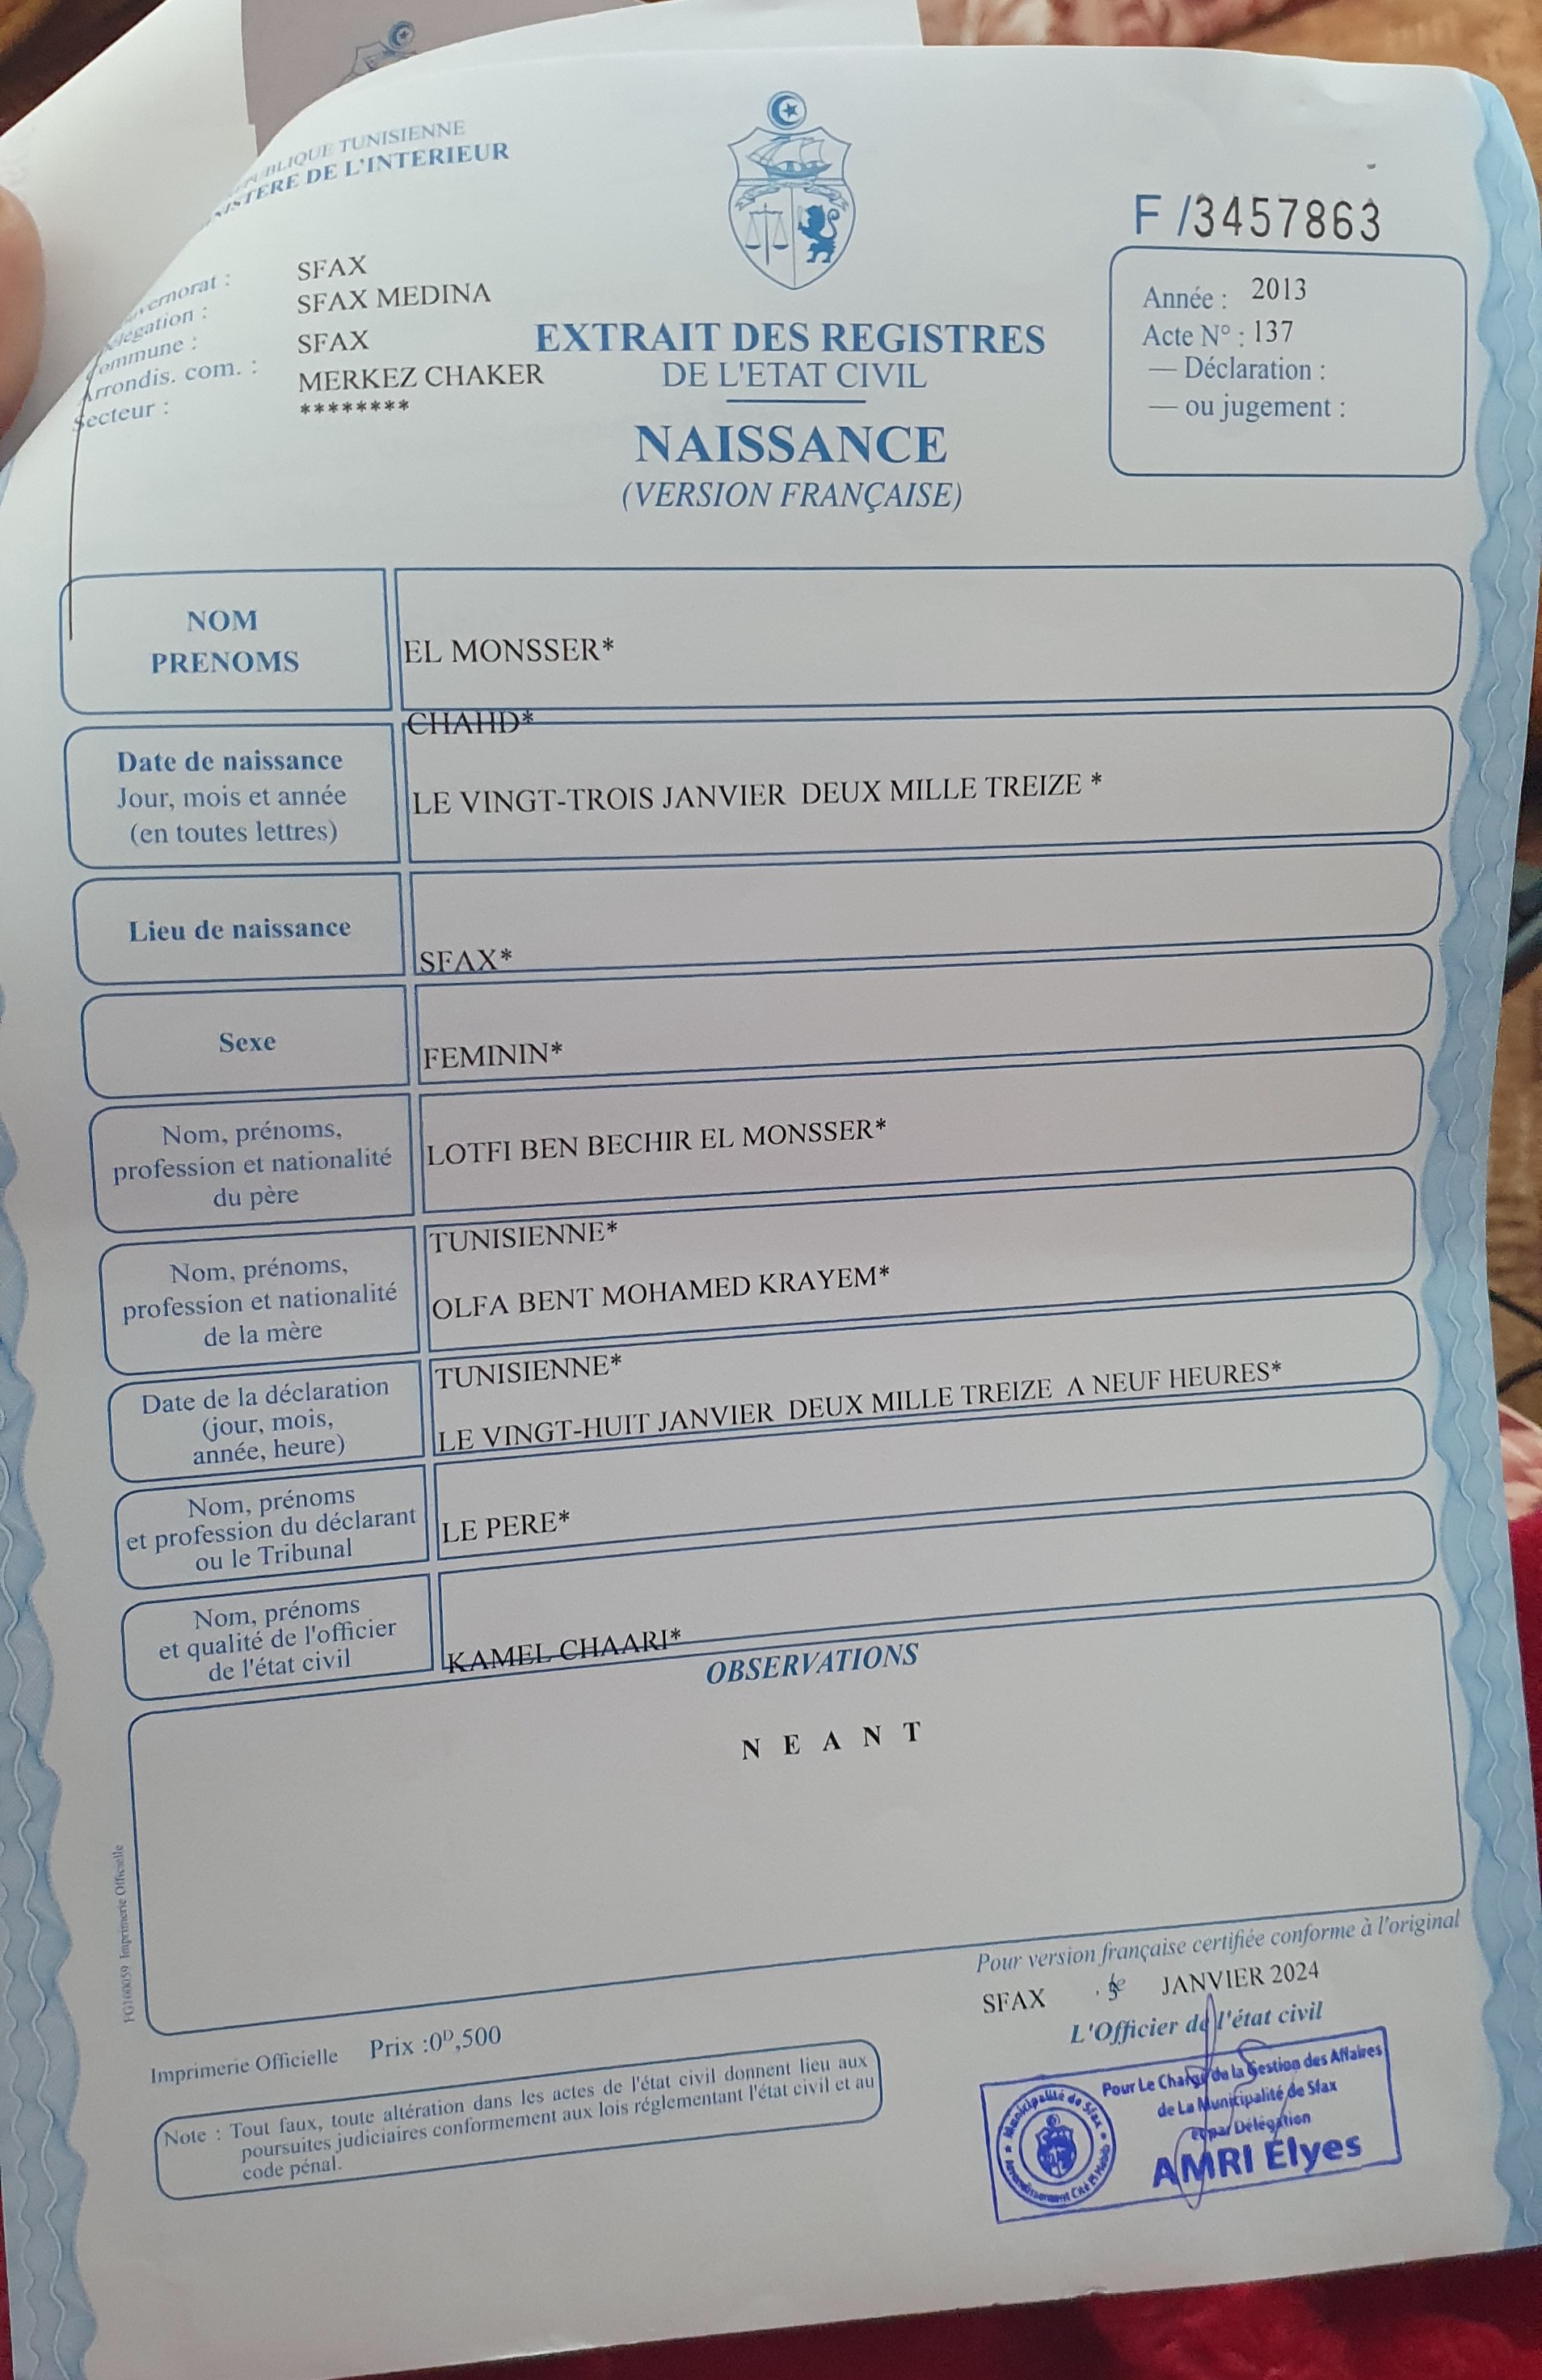 REPUBLIQUE TUNISIENNE
MINISTERE DE L'INTERIEUR
F /3457863
Gouvernorat : SFAX
Délégation : SFAX MEDINA
Commune : SFAX
Arrondis. com. : MERKEZ CHAKER
Secteur : ********
EXTRAIT DES REGISTRES
DE L'ETAT CIVIL
NAISSANCE
(VERSION FRANÇAISE)
Année : 2013
Acte N° : 137
— Déclaration :
— ou jugement :
NOM
PRENOMS
EL MONSSER*
CHAHD*
Date de naissance
Jour, mois et année
(en toutes lettres)
LE VINGT-TROIS JANVIER DEUX MILLE TREIZE *
Lieu de naissance
SFAX*
Sexe
FEMININ*
Nom, prénoms,
profession et nationalité
du père
LOTFI BEN BECHIR EL MONSSER*
TUNISIENNE*
Nom, prénoms,
profession et nationalité
de la mère
OLFA BENT MOHAMED KRAYEM*
TUNISIENNE*
Date de la déclaration
(jour, mois,
année, heure)
LE VINGT-HUIT JANVIER DEUX MILLE TREIZE A NEUF HEURES*
Nom, prénoms
et profession du déclarant
ou le Tribunal
LE PERE*
Nom, prénoms
et qualité de l'officier
de l'état civil
KAMEL CHAARI*
OBSERVATIONS
N E A N T
FG160059 Imprimerie Officielle
Pour version française certifiée conforme à l'original
SFAX JANVIER 2024
L'Officier de l'état civil
Imprimerie Officielle Prix :0D,500
Note : Tout faux, toute altération dans les actes de l'état civil donnent lieu aux
poursuites judiciaires conformement aux lois réglementant l'état civil et au
code pénal.
Pour Le Chargé de la Gestion des Affaires
de La Municipalité de Sfax
et par Délégation
AMRI Elyes
Municipalité de Sfax
Arrondissement Cité El Habib